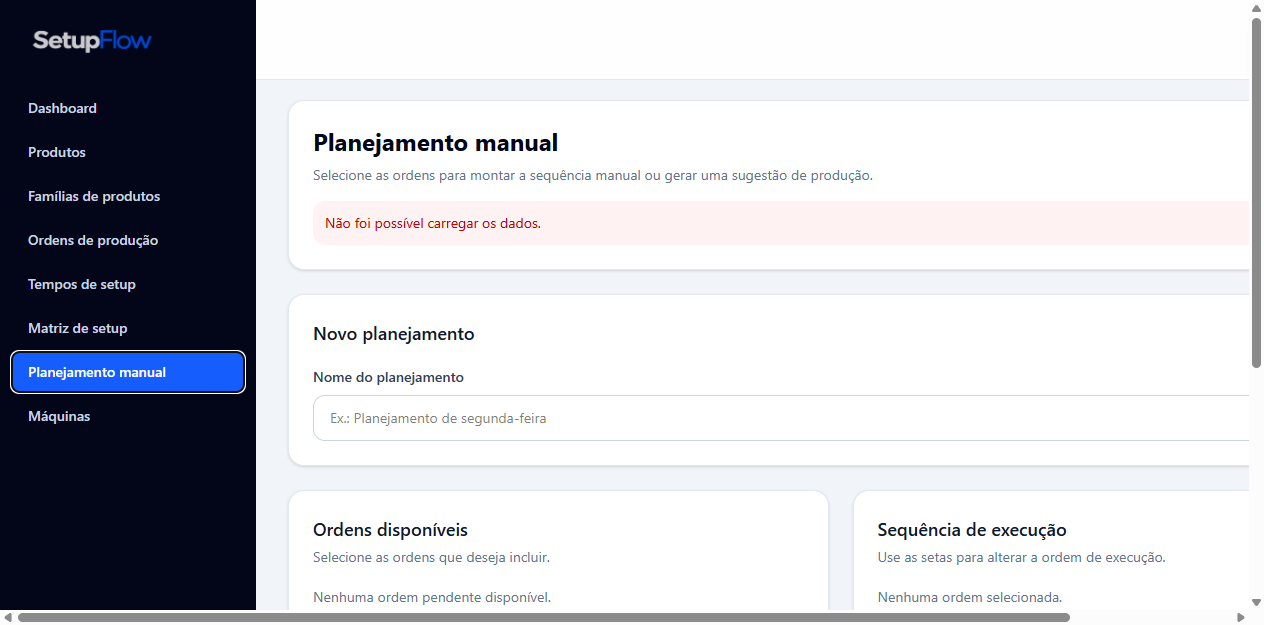 SetupFlow
Dashboard
Produtos
Famílias de produtos
Ordens de produção
Tempos de setup
Matriz de setup
Planejamento manual
Máquinas
Planejamento manual
Selecione as ordens para montar a sequência manual ou gerar uma sugestão de produção.
Não foi possível carregar os dados.
Novo planejamento
Nome do planejamento
Ex.: Planejamento de segunda-feira
Ordens disponíveis
Selecione as ordens que deseja incluir.
Nenhuma ordem pendente disponível.
Sequência de execução
Use as setas para alterar a ordem de execução.
Nenhuma ordem selecionada.